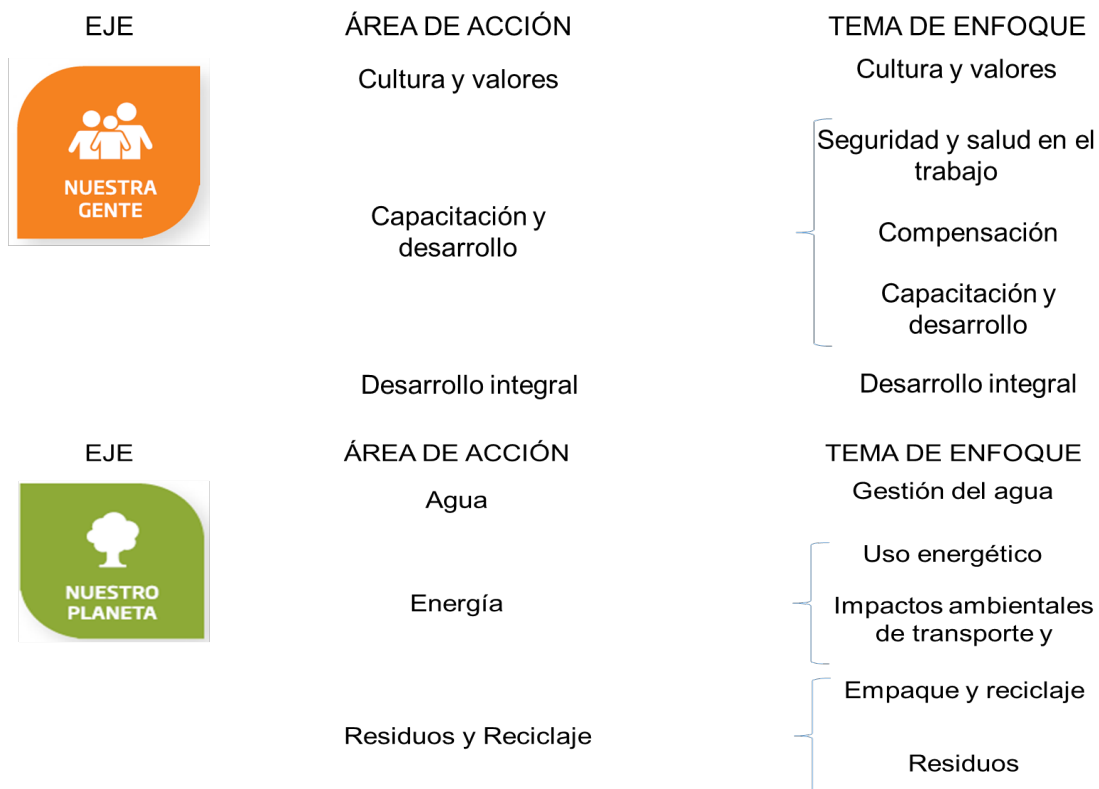 EJE
ÁREA DE ACCIÓN
TEMA DE ENFOQUE
NUESTRA
GENTE
Cultura y valores
Cultura y valores
Capacitación y
desarrollo
Seguridad y salud en el
trabajo
Compensación
Capacitación y
desarrollo
Desarrollo integral
Desarrollo integral
EJE
ÁREA DE ACCIÓN
TEMA DE ENFOQUE
NUESTRO
PLANETA
Agua
Gestión del agua
Energía
Uso energético
Impactos ambientales
de transporte y
Residuos y Reciclaje
Empaque y reciclaje
Residuos